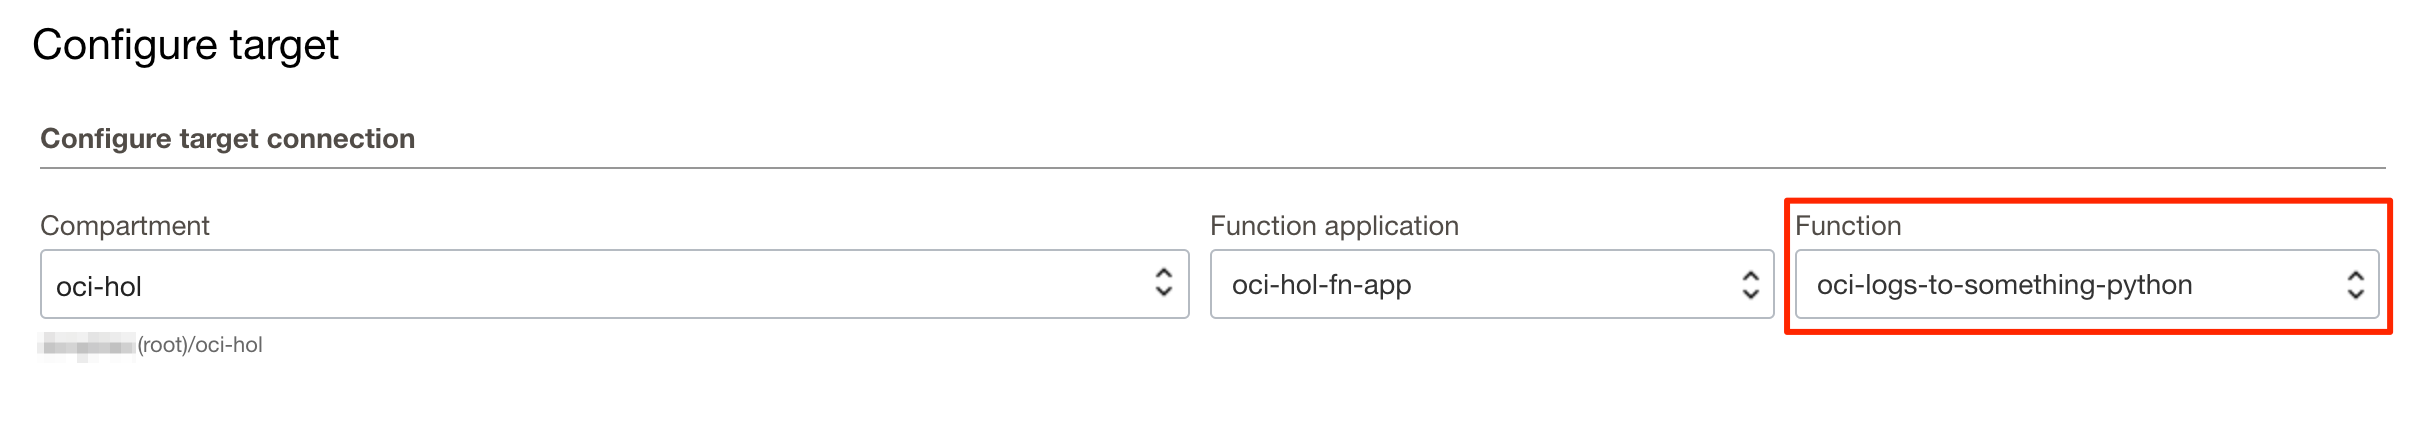 Configure target
Configure target connection
Compartment
Function application
Function
oci-hol
oci-hol-fn-app
oci-logs-to-something-python
(root)/oci-hol